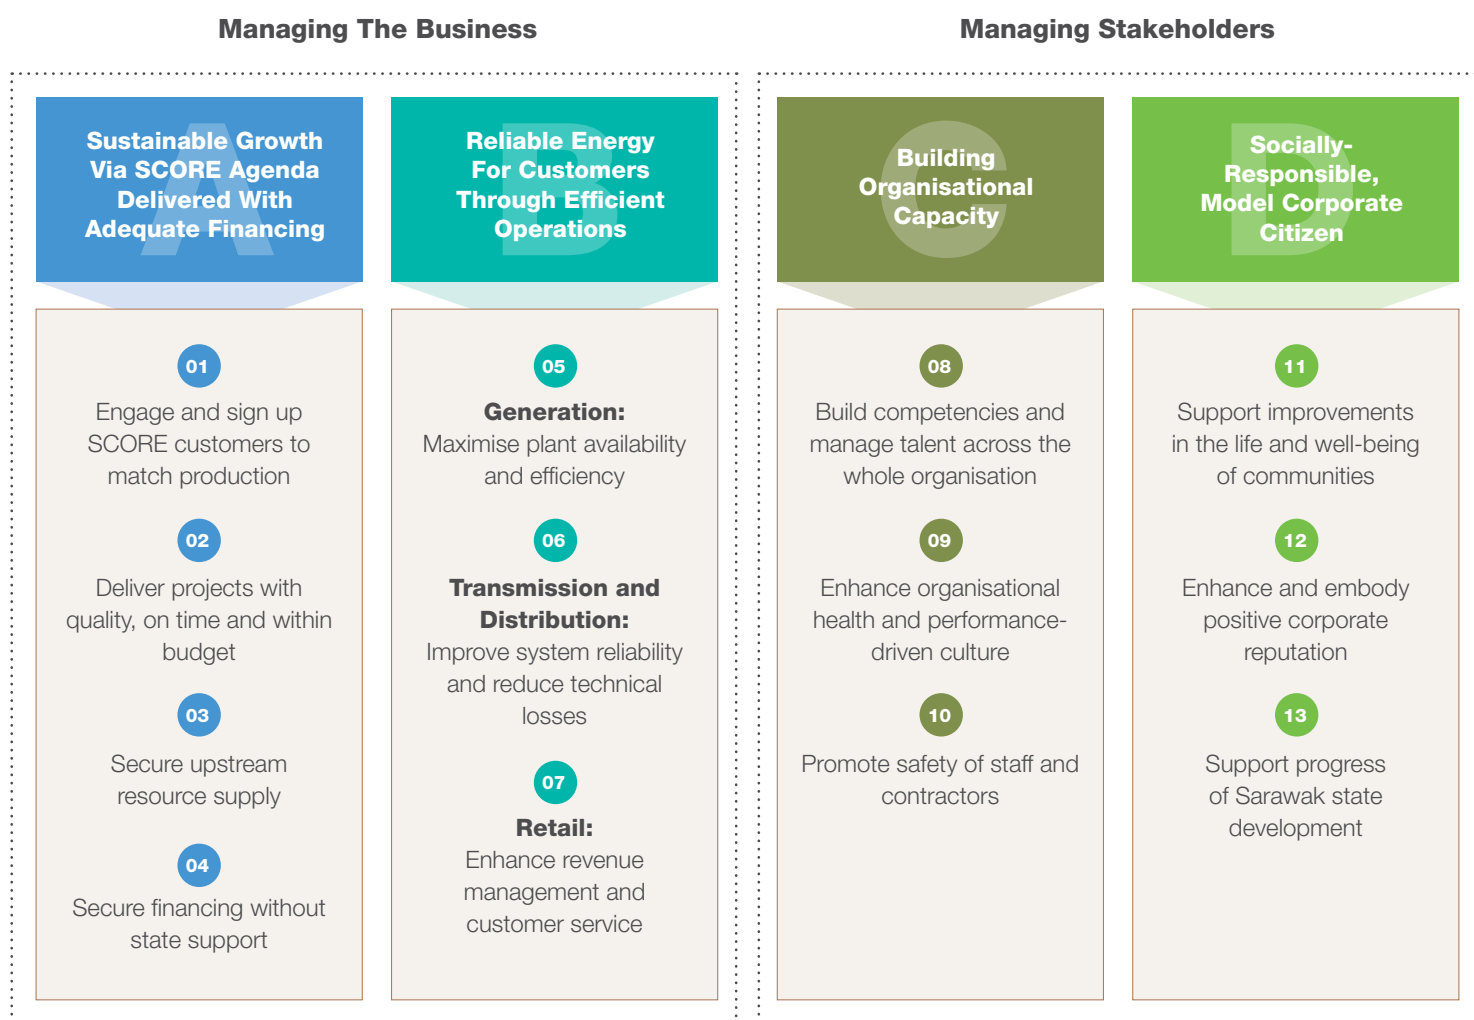 Managing The Business
A
Sustainable Growth
Via SCORE Agenda
Delivered With
Adequate Financing
01
Engage and sign up
SCORE customers to
match production
02
Deliver projects with
quality, on time and within
budget
03
Secure upstream
resource supply
04
Secure financing without
state support
B
Reliable Energy
For Customers
Through Efficient
Operations
05
Generation:
Maximise plant availability
and efficiency
06
Transmission and
Distribution:
Improve system reliability
and reduce technical
losses
07
Retail:
Enhance revenue
management and
customer service
Managing Stakeholders
C
Building
Organisational
Capacity
08
Build competencies and
manage talent across the
whole organisation
09
Enhance organisational
health and performance-
driven culture
10
Promote safety of staff and
contractors
D
Socially-
Responsible,
Model Corporate
Citizen
11
Support improvements
in the life and well-being
of communities
12
Enhance and embody
positive corporate
reputation
13
Support progress
of Sarawak state
development